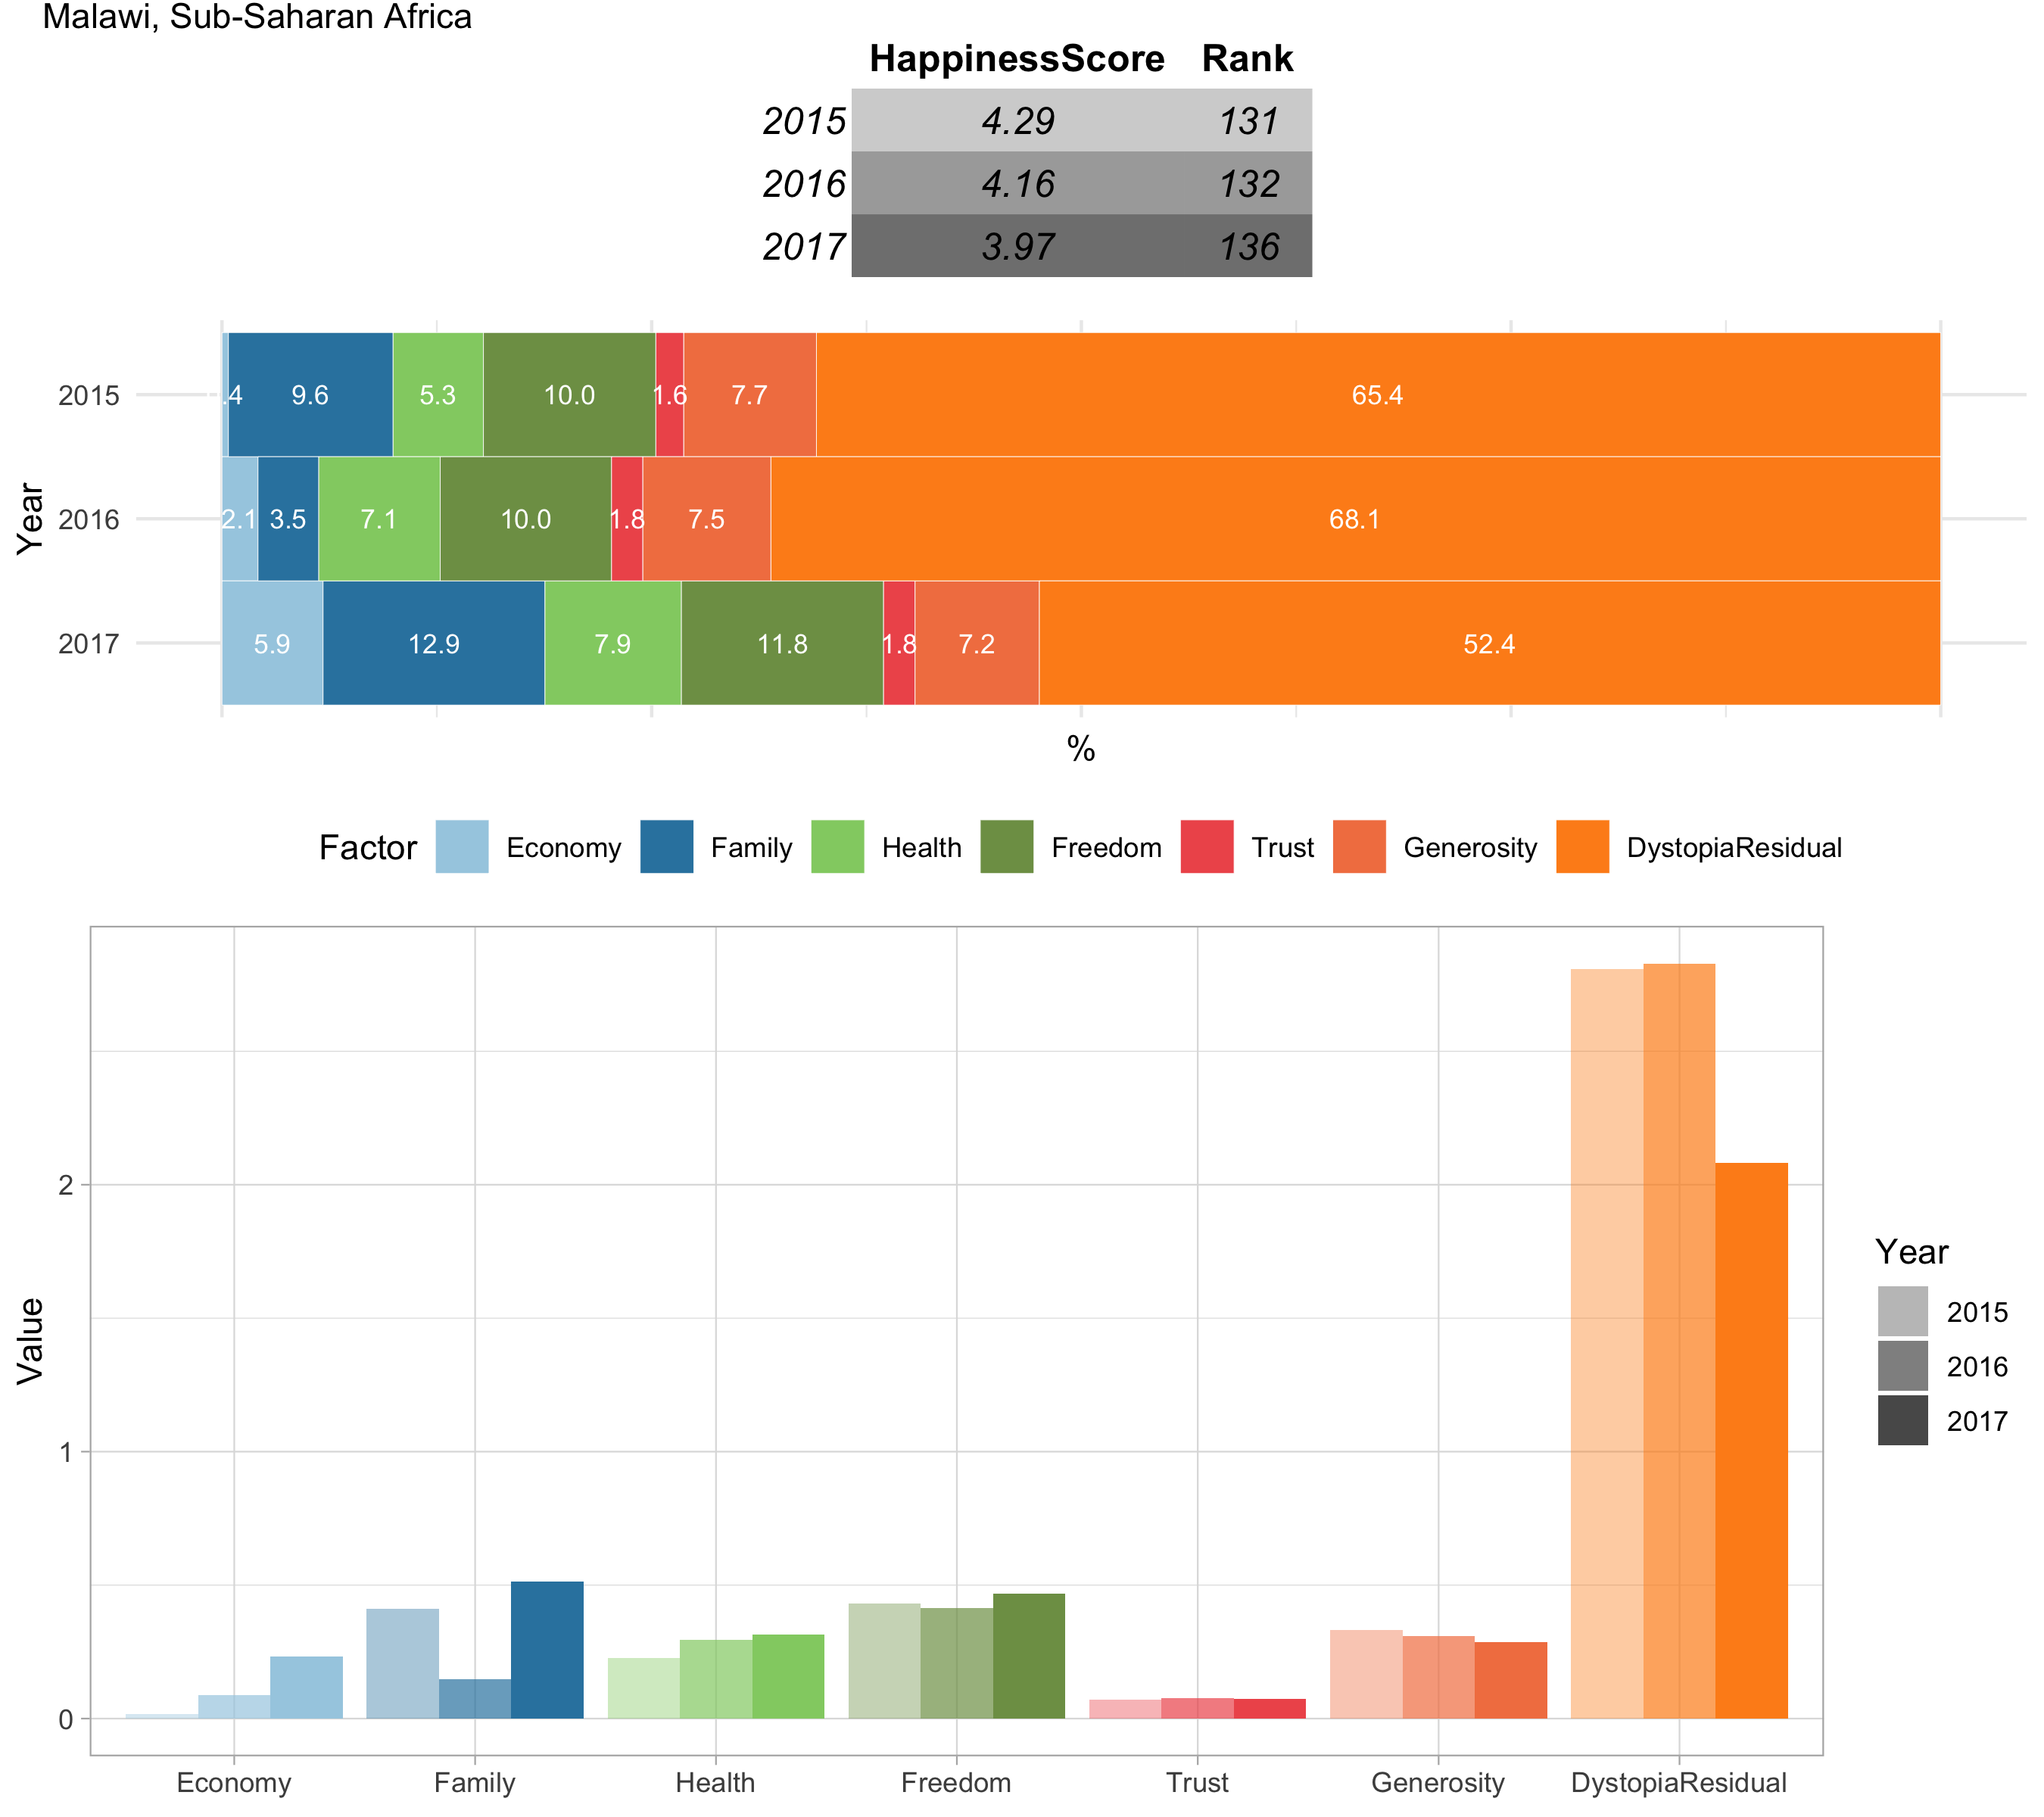 Malawi, Sub-Saharan Africa
HappinessScore Rank
2015 4.29 131
2016 4.16 132
2017 3.97 136
Year
2015 .4 9.6 5.3 10.0 1.6 7.7 65.4
2016 2.1 3.5 7.1 10.0 1.8 7.5 68.1
2017 5.9 12.9 7.9 11.8 1.8 7.2 52.4
%
Factor Economy Family Health Freedom Trust Generosity DystopiaResidual
Value
2
1
0
Economy Family Health Freedom Trust Generosity DystopiaResidual
Year
2015
2016
2017